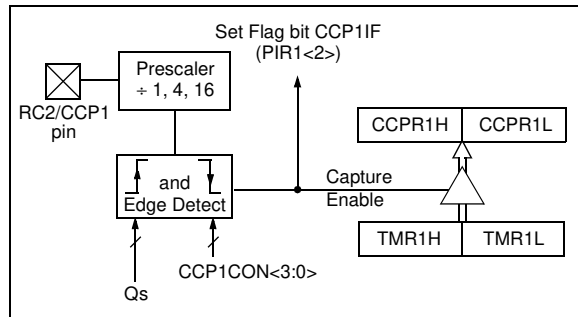 Set Flag bit CCP1IF
(PIR1<2>)
Prescaler
÷ 1, 4, 16
RC2/CCP1
pin
CCPR1H CCPR1L
and
Edge Detect
Capture
Enable
TMR1H TMR1L
CCP1CON<3:0>
Qs